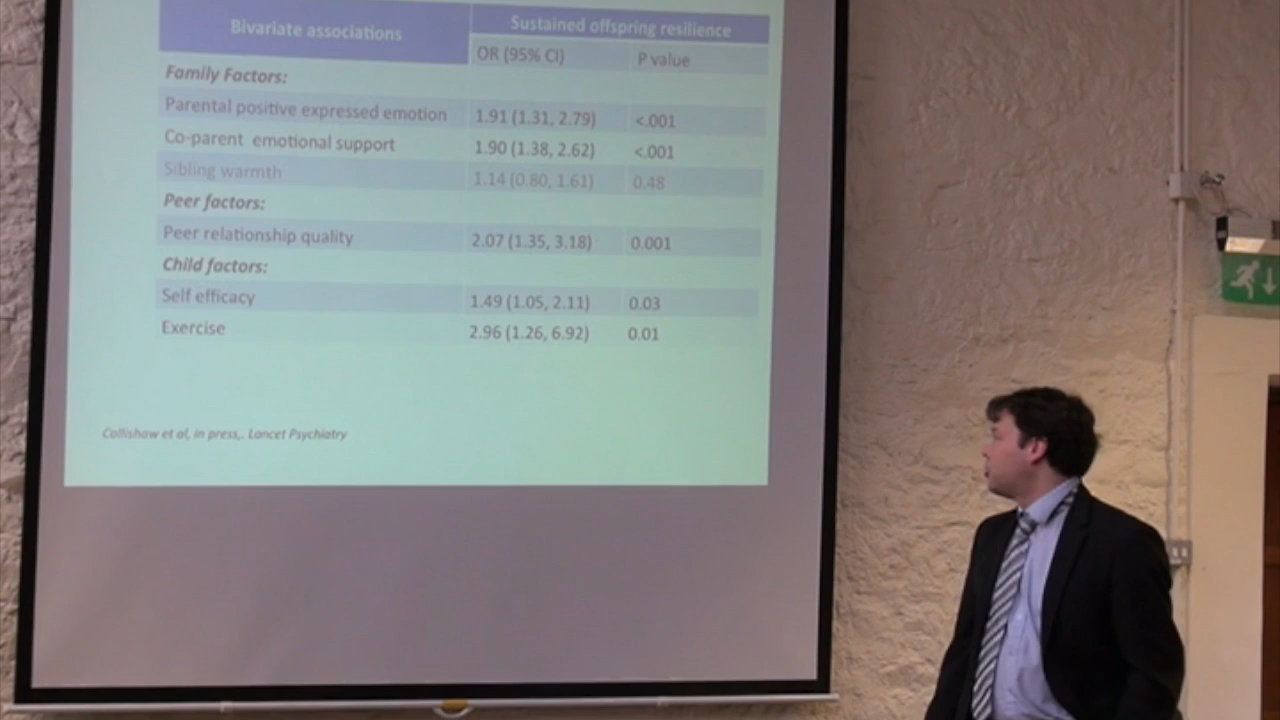 Bivariate associations
Sustained offspring resilience
OR (95% CI) P value
Family Factors:
Parental positive expressed emotion 1.91 (1.31, 2.79) <.001
Co-parent emotional support 1.90 (1.38, 2.62) <.001
Sibling warmth 1.14 (0.80, 1.61) 0.48
Peer factors:
Peer relationship quality 2.07 (1.35, 3.18) 0.001
Child factors:
Self efficacy 1.49 (1.05, 2.11) 0.03
Exercise 2.96 (1.26, 6.92) 0.01
Collishaw et al, in press,. Lancet Psychiatry